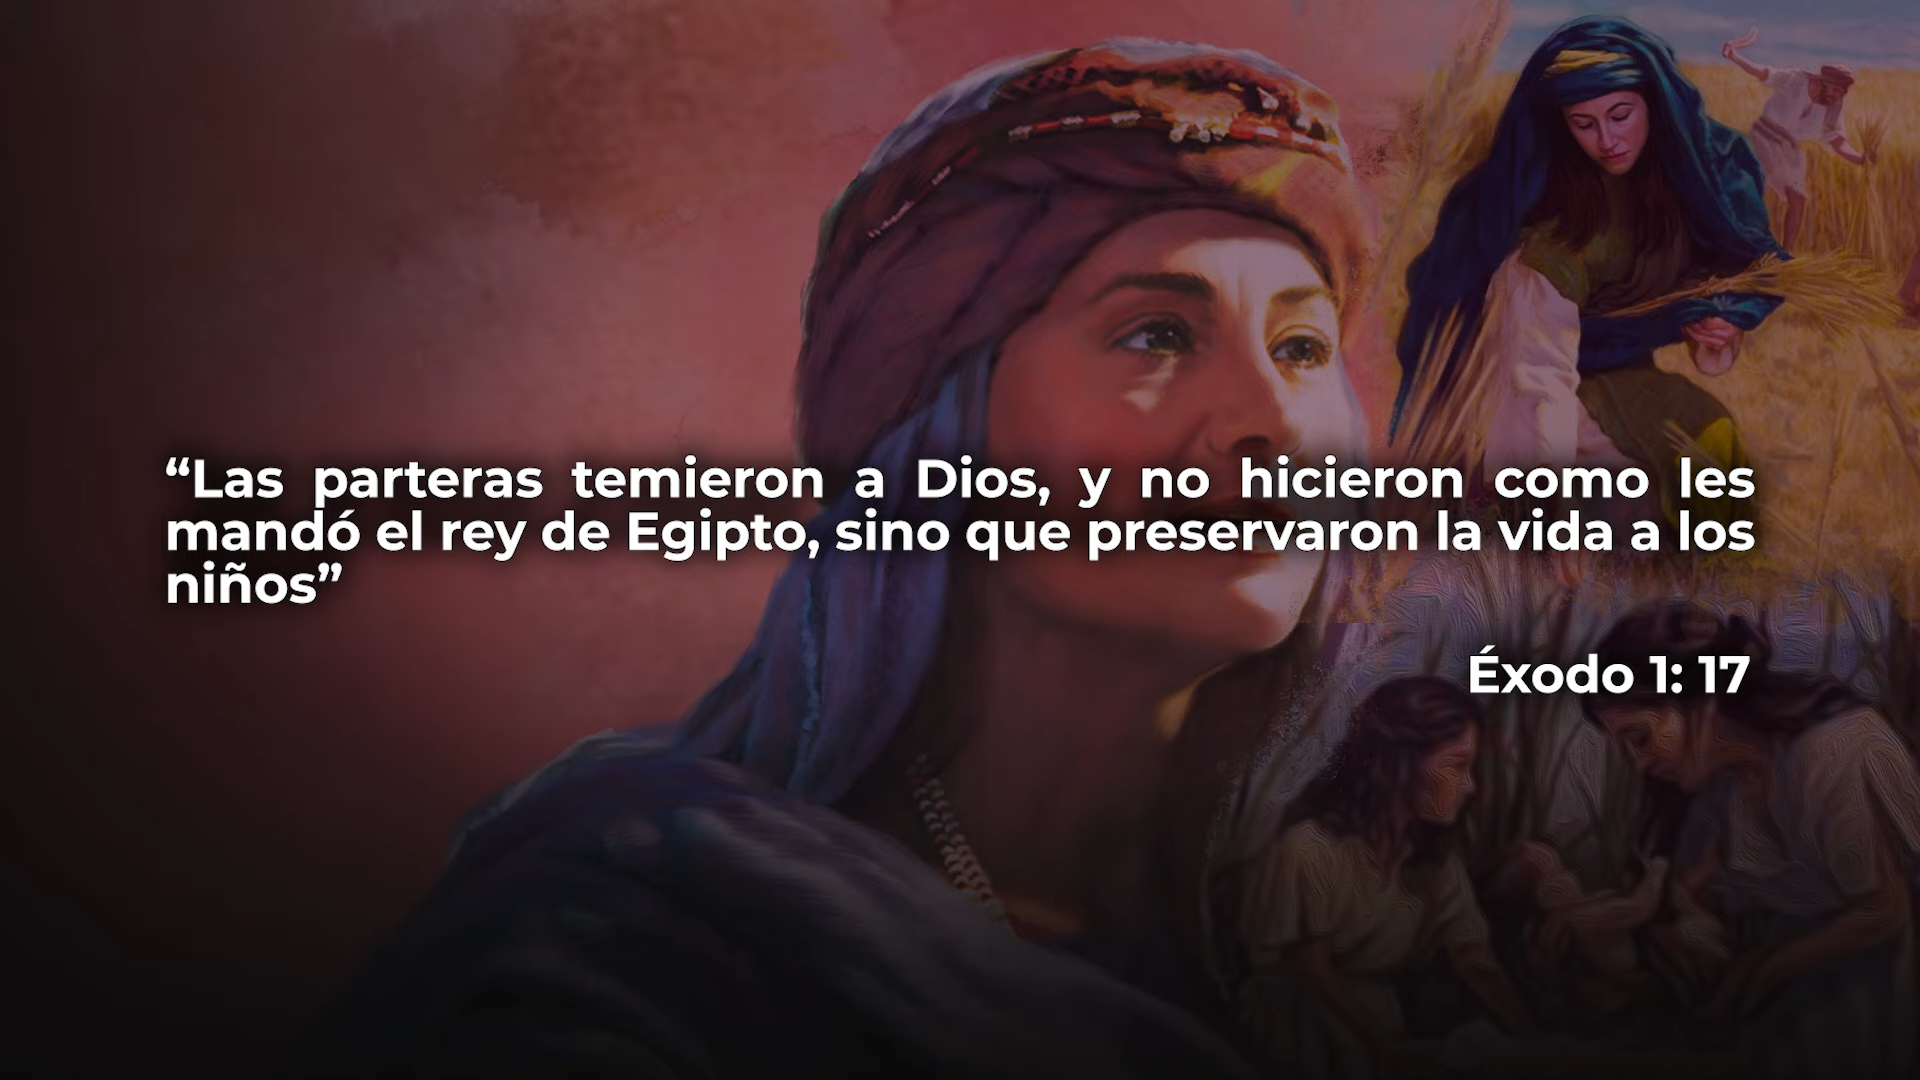 “Las parteras temieron a Dios, y no hicieron como les
mandó el rey de Egipto, sino que preservaron la vida a los
niños”
Éxodo 1: 17